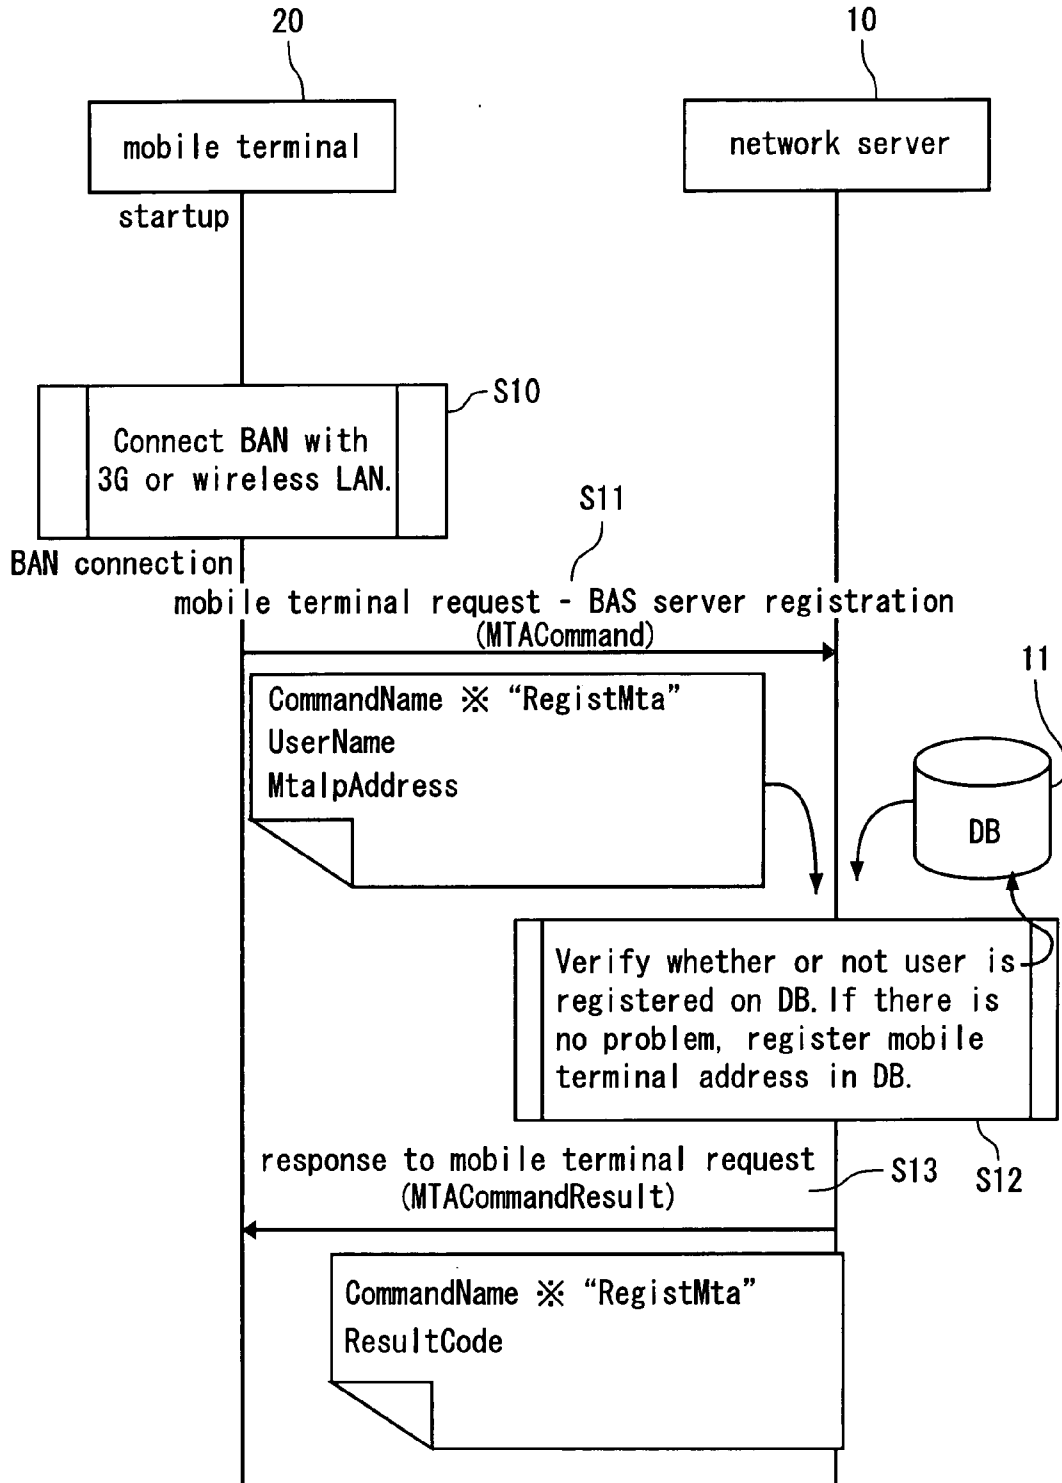 20
10
mobile terminal
network server
startup
S10
Connect BAN with
3G or wireless LAN.
S11
BAN connection
mobile terminal request - BAS server registration
(MTACommand)
11
CommandName ※ “RegistMta”
UserName
MtaIpAddress
DB
Verify whether or not user is
registered on DB. If there is
no problem, register mobile
terminal address in DB.
response to mobile terminal request
(MTACommandResult)
S13
S12
CommandName ※ “RegistMta”
ResultCode